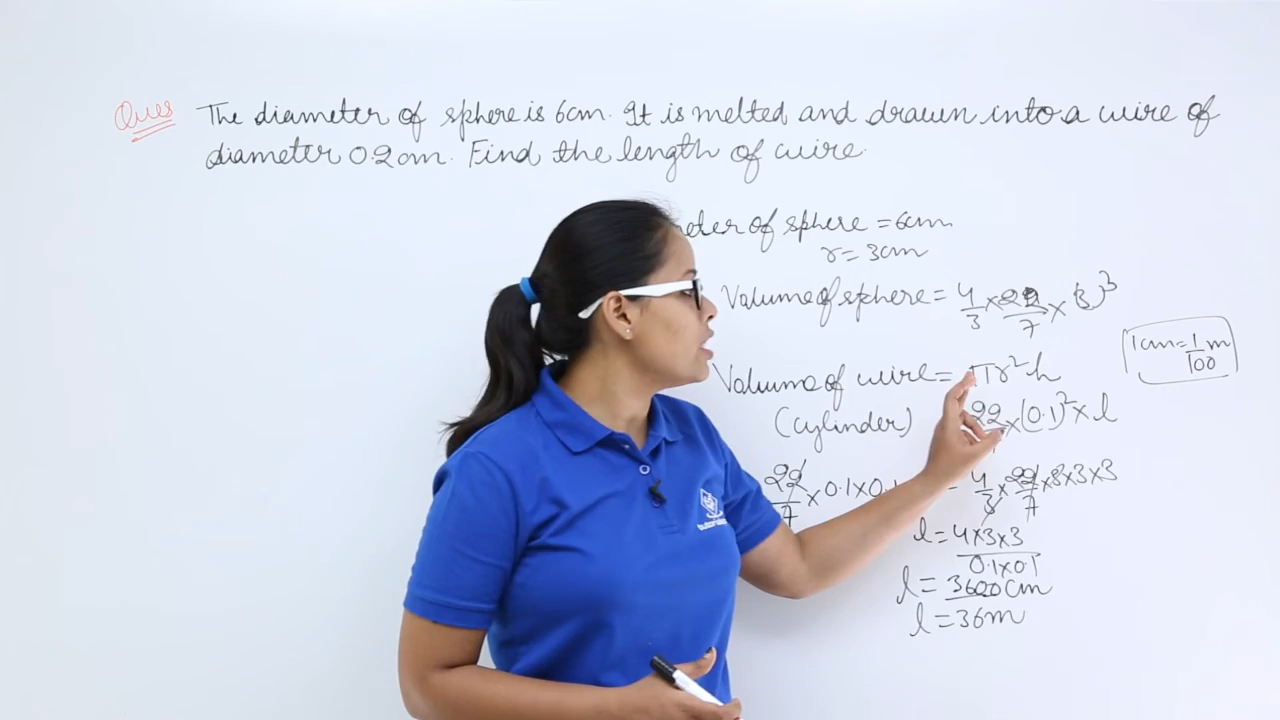 Ques The diameter of sphere is 6cm. It is melted and drawn into a wire of
diameter 0.2cm. Find the length of wire.
of sphere = 6cm
r = 3cm
Volume of sphere = 4/3 × 22/7 × (3)³
1cm = 1/100 m
Volume of wire = πr²h
(cylinder) 22 × (0.1)² × l
22/7 × 0.1 × 0.1 = 4/3 × 22/7 × 3 × 3 × 3
l = 4×3×3 / 0.1×0.1
l = 3600 cm
l = 36m